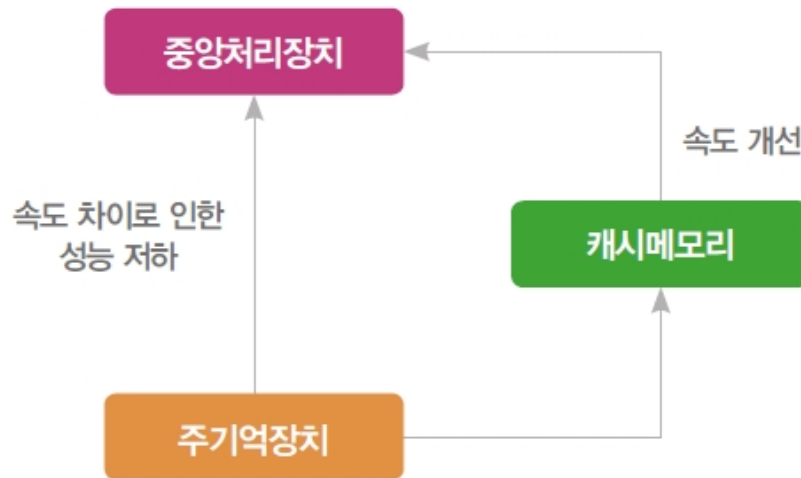 중앙처리장치
속도 개선
속도 차이로 인한
성능 저하
캐시메모리
주기억장치